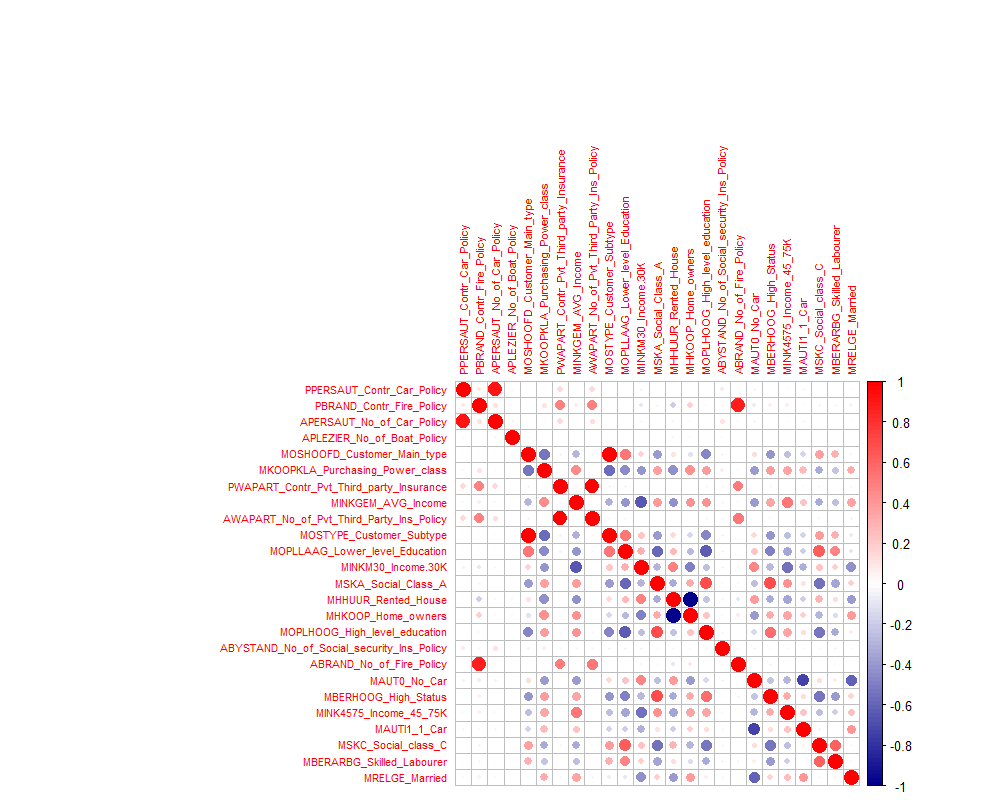 PPERSAUT_Contr_Car_Policy
PBRAND_Contr_Fire_Policy
APERSAUT_No_of_Car_Policy
APLEZIER_No_of_Boat_Policy
MOSHOOFD_Customer_Main_type
MKOOPKLA_Purchasing_Power_class
PWAPART_Contr_Pvt_Third_party_Insurance
MINKGEM_AVG_Income
AWAPART_No_of_Pvt_Third_Party_Ins_Policy
MOSTYPE_Customer_Subtype
MOPLLAAG_Lower_level_Education
MINKM30_Income.30K
MSKA_Social_Class_A
MHHUUR_Rented_House
MHKOOP_Home_owners
MOPLHOOG_High_level_education
ABYSTAND_No_of_Social_security_Ins_Policy
ABRAND_No_of_Fire_Policy
MAUT0_No_Car
MBERHOOG_High_Status
MINK4575_Income_45_75K
MAUTI1_1_Car
MSKC_Social_class_C
MBERARBG_Skilled_Labourer
MRELGE_Married
PPERSAUT_Contr_Car_Policy
PBRAND_Contr_Fire_Policy
APERSAUT_No_of_Car_Policy
APLEZIER_No_of_Boat_Policy
MOSHOOFD_Customer_Main_type
MKOOPKLA_Purchasing_Power_class
PWAPART_Contr_Pvt_Third_party_Insurance
MINKGEM_AVG_Income
AWAPART_No_of_Pvt_Third_Party_Ins_Policy
MOSTYPE_Customer_Subtype
MOPLLAAG_Lower_level_Education
MINKM30_Income.30K
MSKA_Social_Class_A
MHHUUR_Rented_House
MHKOOP_Home_owners
MOPLHOOG_High_level_education
ABYSTAND_No_of_Social_security_Ins_Policy
ABRAND_No_of_Fire_Policy
MAUT0_No_Car
MBERHOOG_High_Status
MINK4575_Income_45_75K
MAUTI1_1_Car
MSKC_Social_class_C
MBERARBG_Skilled_Labourer
MRELGE_Married
1
0.8
0.6
0.4
0.2
0
-0.2
-0.4
-0.6
-0.8
-1